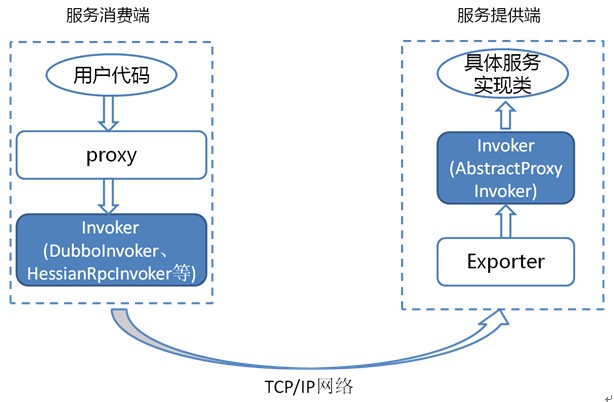 服务消费端
用户代码
proxy
Invoker
(DubboInvoker、
HessianRpcInvoker等)
服务提供端
具体服务
实现类
Invoker
(AbstractProxy
Invoker)
Exporter
TCP/IP网络